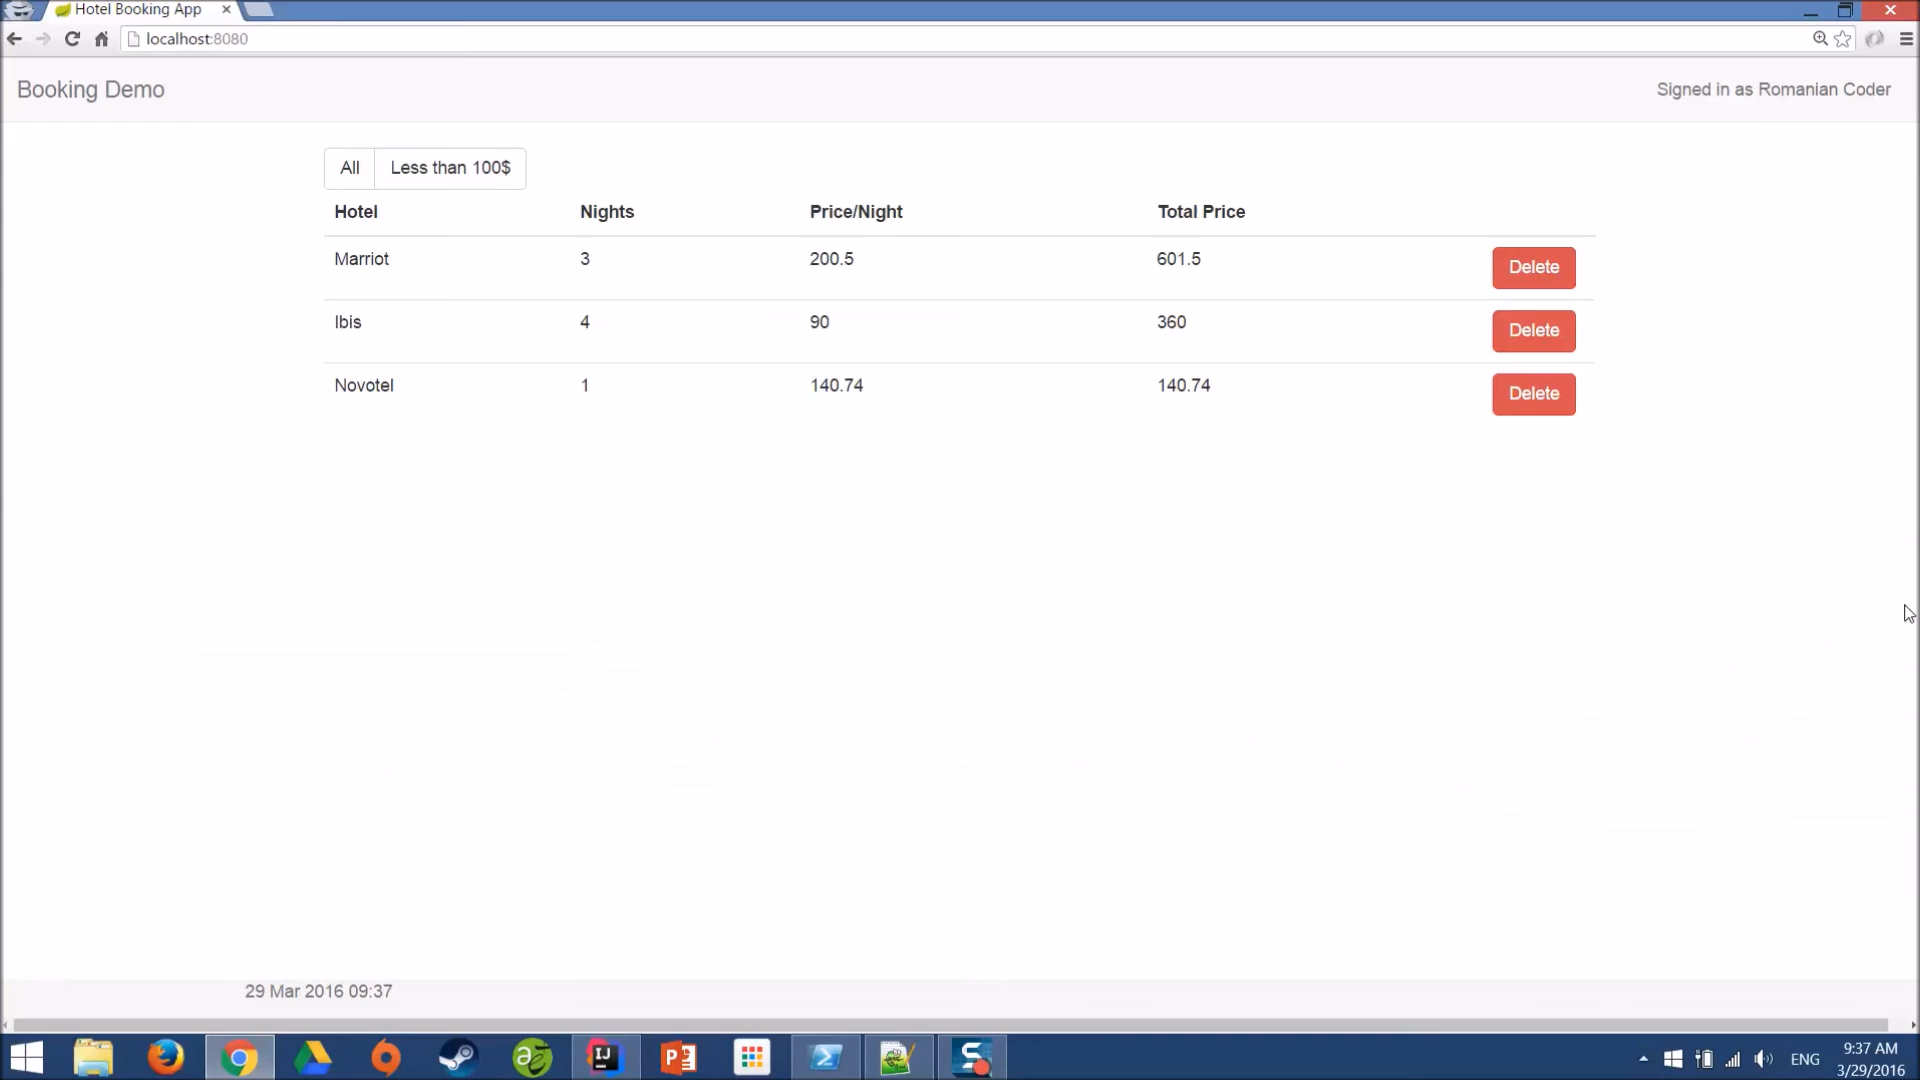 Hotel Booking App
localhost:8080
Booking Demo
Signed in as Romanian Coder
All
Less than 100$
Hotel Nights Price/Night Total Price
Marriot 3 200.5 601.5 Delete
Ibis 4 90 360 Delete
Novotel 1 140.74 140.74 Delete
29 Mar 2016 09:37
ENG
9:37 AM
3/29/2016